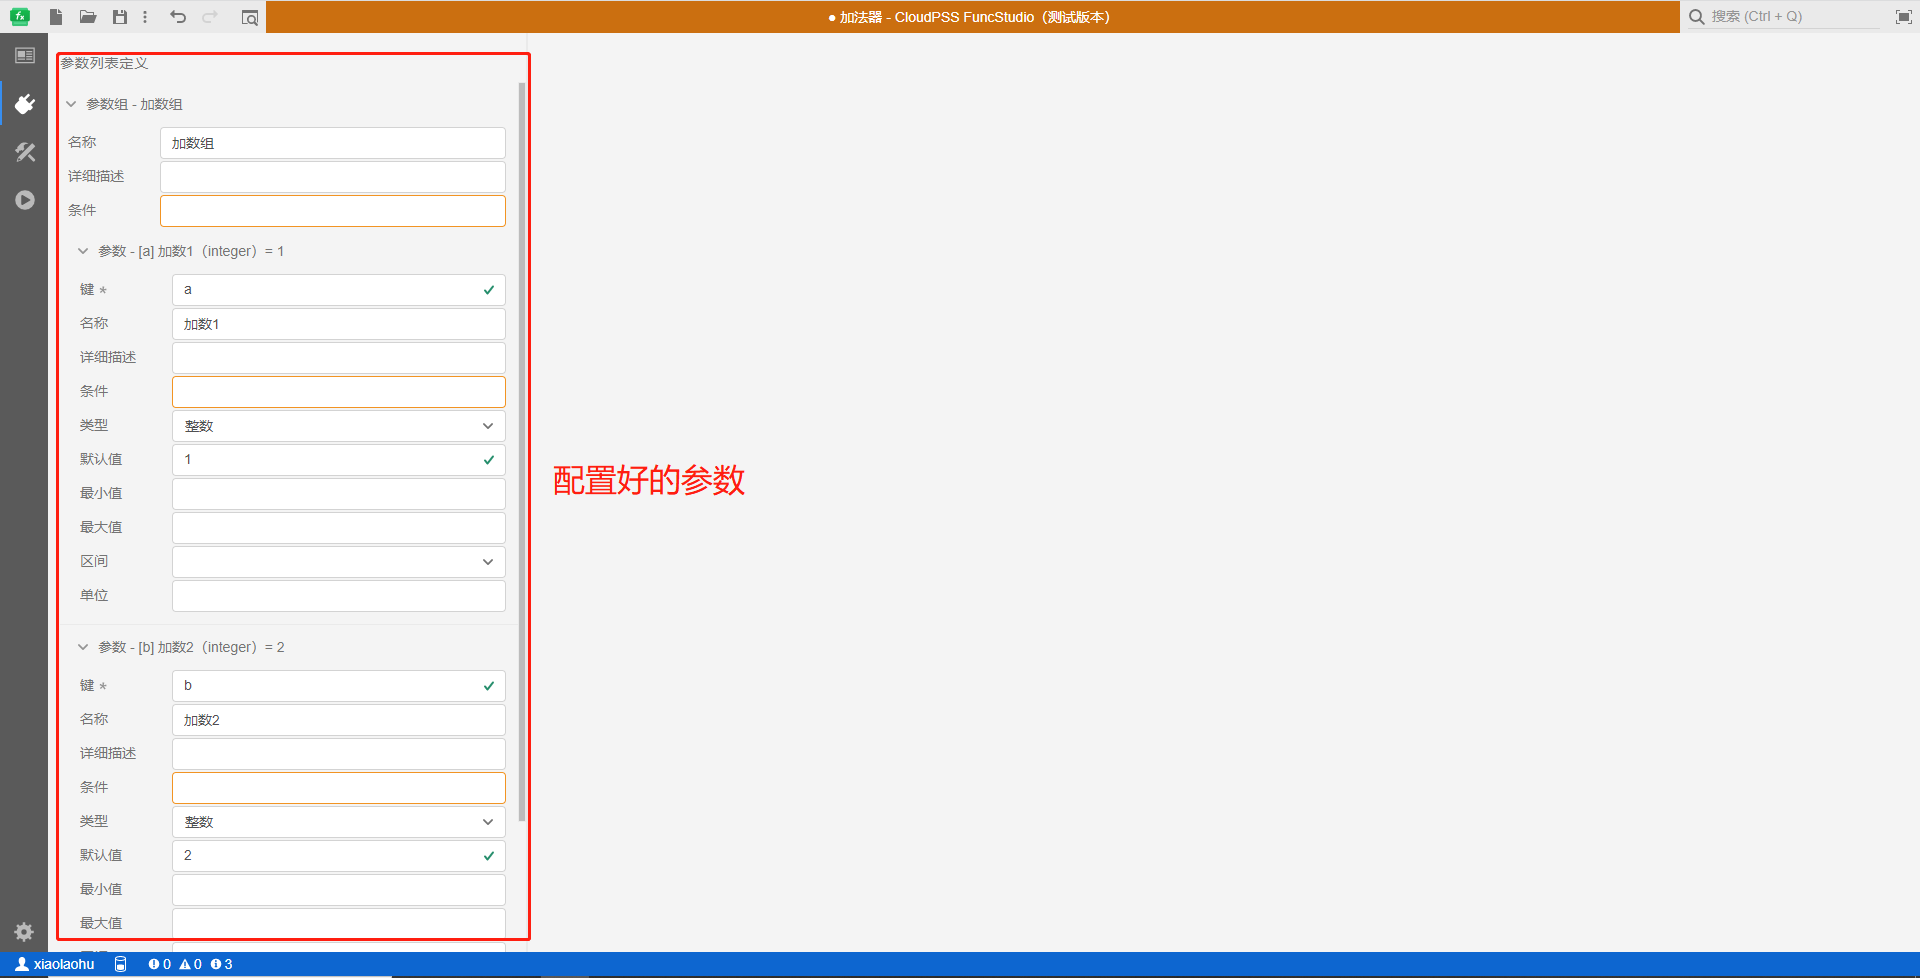 ● 加法器 - CloudPSS FuncStudio（测试版本）
搜索 (Ctrl + Q)
参数列表定义
参数组 - 加数组
名称 加数组
详细描述
条件
参数 - [a] 加数1（integer）= 1
键 * a
名称 加数1
详细描述
条件
类型 整数
默认值 1
最小值
最大值
区间
单位
参数 - [b] 加数2（integer）= 2
键 * b
名称 加数2
详细描述
条件
类型 整数
默认值 2
最小值
最大值
配置好的参数
xiaolaohu 0 0 3